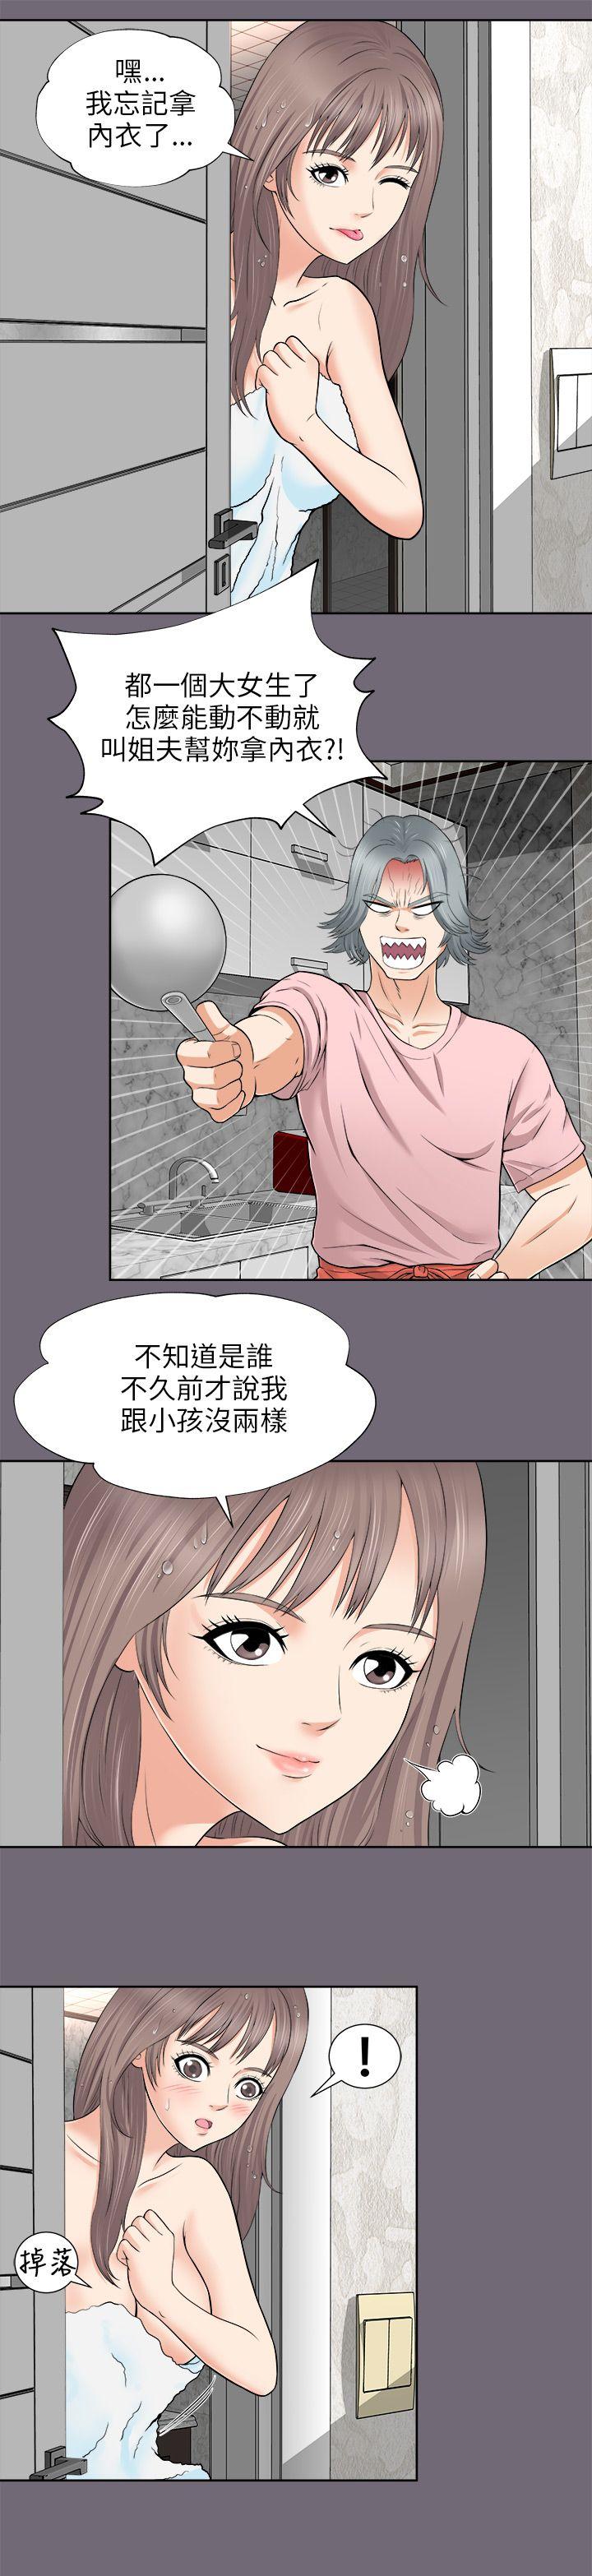 嘿...
我忘記拿
內衣了...
都一個大女生了
怎麼能動不動就
叫姐夫幫妳拿內衣?!
不知道是誰
不久前才說我
跟小孩沒兩樣
!
掉落